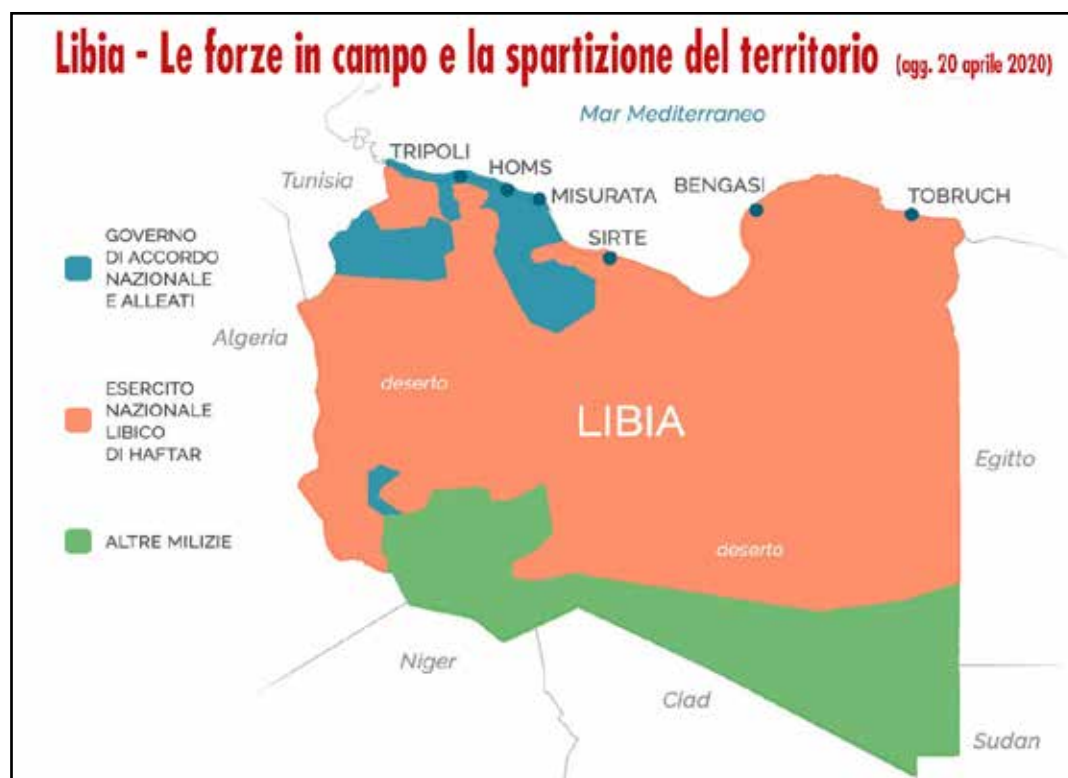 Libia - Le forze in campo e la spartizione del territorio (agg. 20 aprile 2020)
Mar Mediterraneo
TRIPOLI
HOMS
Tunisia
MISURATA
BENGASI
TOBRUCH
SIRTE
GOVERNO
DI ACCORDO
NAZIONALE
E ALLEATI
Algeria
ESERCITO
NAZIONALE
LIBICO
DI HAFTAR
deserto
LIBIA
Egitto
ALTRE MILIZIE
deserto
Niger
Ciad
Sudan